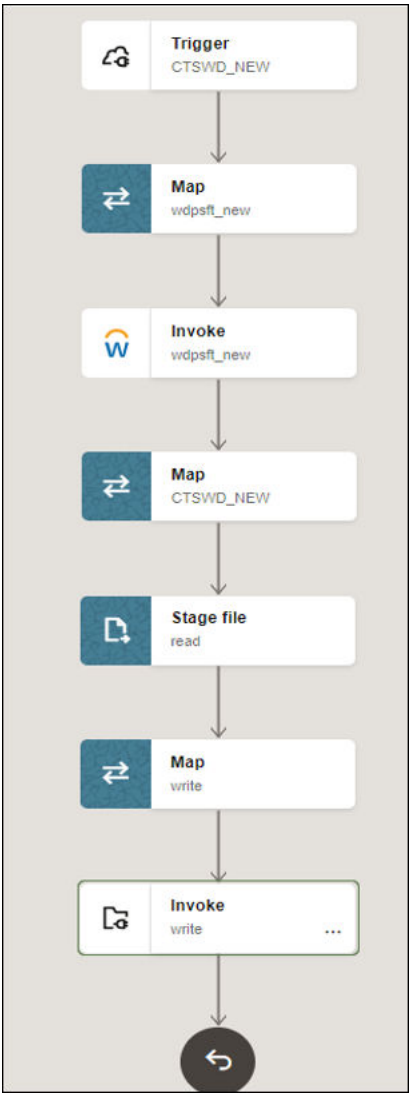 Trigger
CTSWD_NEW
Map
wdpsft_new
Invoke
wdpsft_new
Map
CTSWD_NEW
Stage file
read
Map
write
Invoke
write
...